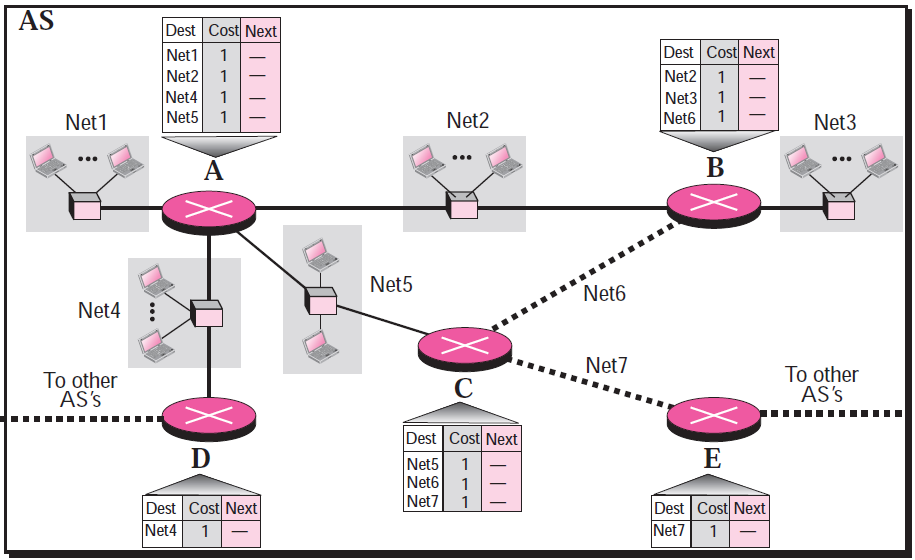 AS
Dest Cost Next
Net1 1 —
Net2 1 —
Net4 1 —
Net5 1 —
A
Dest Cost Next
Net2 1 —
Net3 1 —
Net6 1 —
B
Net1
Net2
Net3
Net4
Net5
Net6
Net7
C
To other
AS's
To other
AS's
D
E
Dest Cost Next
Net5 1 —
Net6 1 —
Net7 1 —
Dest Cost Next
Net4 1 —
Dest Cost Next
Net7 1 —